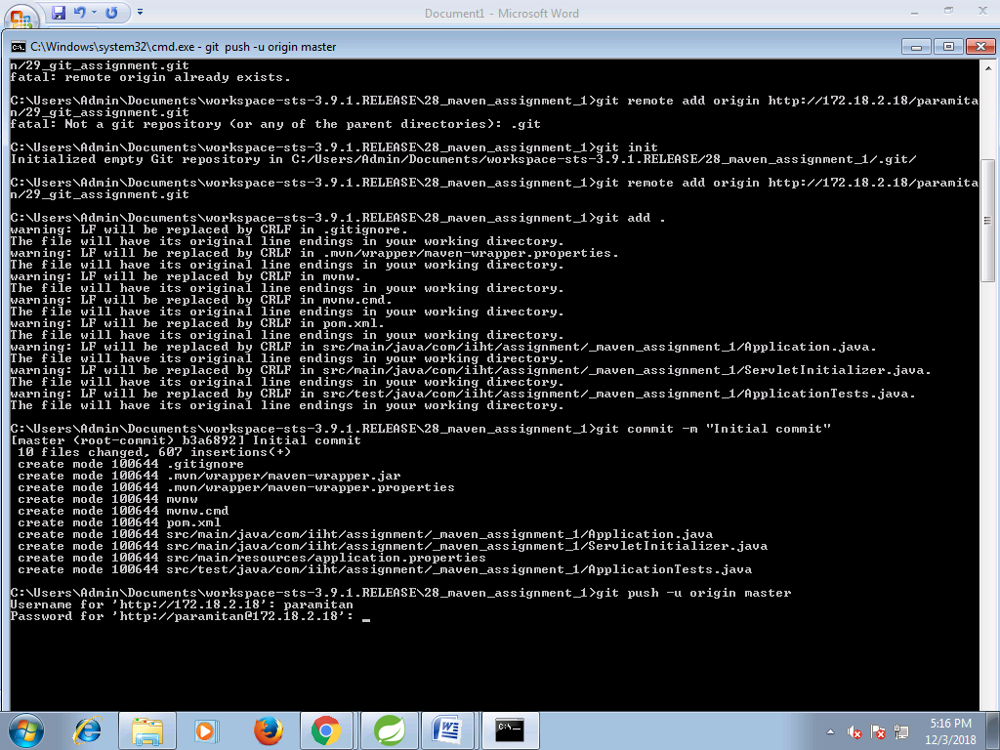 Document1 - Microsoft Word
C:\Windows\system32\cmd.exe - git  push -u origin master
n/29_git_assignment.git
fatal: remote origin already exists.
C:\Users\Admin\Documents\workspace-sts-3.9.1.RELEASE\28_maven_assignment_1>git remote add origin http://172.18.2.18/paramita
n/29_git_assignment.git
fatal: Not a git repository (or any of the parent directories): .git
C:\Users\Admin\Documents\workspace-sts-3.9.1.RELEASE\28_maven_assignment_1>git init
Initialized empty Git repository in C:/Users/Admin/Documents/workspace-sts-3.9.1.RELEASE/28_maven_assignment_1/.git/
C:\Users\Admin\Documents\workspace-sts-3.9.1.RELEASE\28_maven_assignment_1>git remote add origin http://172.18.2.18/paramita
n/29_git_assignment.git
C:\Users\Admin\Documents\workspace-sts-3.9.1.RELEASE\28_maven_assignment_1>git add .
warning: LF will be replaced by CRLF in .gitignore.
The file will have its original line endings in your working directory.
warning: LF will be replaced by CRLF in .mvn/wrapper/maven-wrapper.properties.
The file will have its original line endings in your working directory.
warning: LF will be replaced by CRLF in mvnw.
The file will have its original line endings in your working directory.
warning: LF will be replaced by CRLF in mvnw.cmd.
The file will have its original line endings in your working directory.
warning: LF will be replaced by CRLF in pom.xml.
The file will have its original line endings in your working directory.
warning: LF will be replaced by CRLF in src/main/java/com/iiht/assignment/_maven_assignment_1/Application.java.
The file will have its original line endings in your working directory.
warning: LF will be replaced by CRLF in src/main/java/com/iiht/assignment/_maven_assignment_1/ServletInitializer.java.
The file will have its original line endings in your working directory.
warning: LF will be replaced by CRLF in src/test/java/com/iiht/assignment/_maven_assignment_1/ApplicationTests.java.
The file will have its original line endings in your working directory.
C:\Users\Admin\Documents\workspace-sts-3.9.1.RELEASE\28_maven_assignment_1>git commit -m "Initial commit"
[master (root-commit) b3a6892] Initial commit
 10 files changed, 607 insertions(+)
 create mode 100644 .gitignore
 create mode 100644 .mvn/wrapper/maven-wrapper.jar
 create mode 100644 .mvn/wrapper/maven-wrapper.properties
 create mode 100644 mvnw
 create mode 100644 mvnw.cmd
 create mode 100644 pom.xml
 create mode 100644 src/main/java/com/iiht/assignment/_maven_assignment_1/Application.java
 create mode 100644 src/main/java/com/iiht/assignment/_maven_assignment_1/ServletInitializer.java
 create mode 100644 src/main/resources/application.properties
 create mode 100644 src/test/java/com/iiht/assignment/_maven_assignment_1/ApplicationTests.java
C:\Users\Admin\Documents\workspace-sts-3.9.1.RELEASE\28_maven_assignment_1>git push -u origin master
Username for 'http://172.18.2.18': paramitan
Password for 'http://paramitan@172.18.2.18': _
5:16 PM
12/3/2018